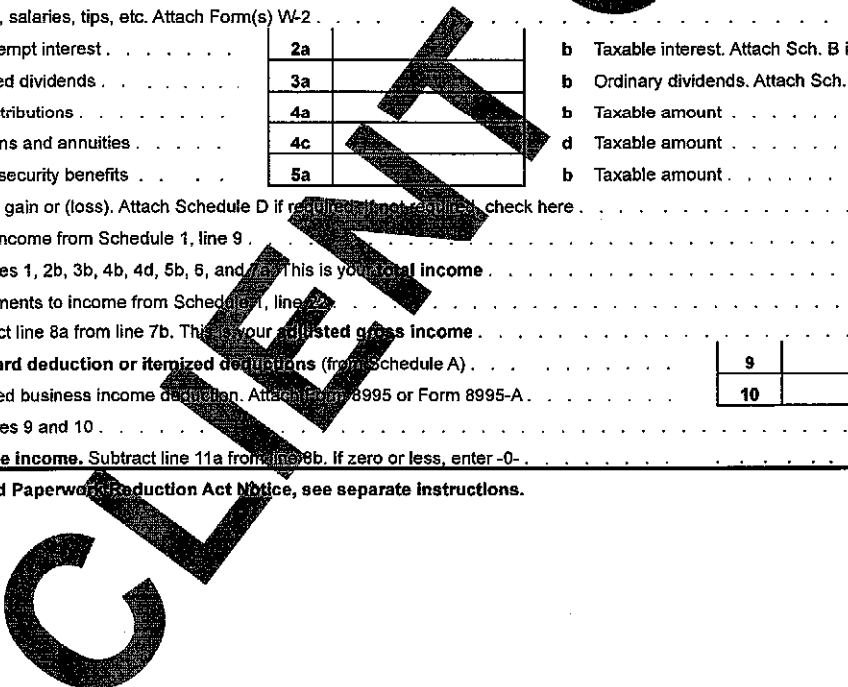 , salaries, tips, etc. Attach Form(s) W-2 . . . . . . . . . . . . . . . . . . . .
empt interest . . . . . . . 2a b Taxable interest. Attach Sch. B i
ed dividends . . . . . . . 3a b Ordinary dividends. Attach Sch.
tributions . . . . . . . . 4a b Taxable amount . . . . . .
ns and annuities . . . . . 4c d Taxable amount . . . . . .
security benefits . . . . 5a b Taxable amount . . . . . .
gain or (loss). Attach Schedule D if required. If not required, check here . . . . . . . . . . .
ncome from Schedule 1, line 9 . . . . . . . . . . . . . . . . . . . . . .
es 1, 2b, 3b, 4b, 4d, 5b, 6, and 7a. This is your total income . . . . . . . . . . . . . .
ments to income from Schedule 1, line 22 . . . . . . . . . . . . . . . . . . .
ct line 8a from line 7b. This is your adjusted gross income . . . . . . . . . . . . . .
ard deduction or itemized deductions (from Schedule A) . . . . . . . 9
ed business income deduction. Attach Form 8995 or Form 8995-A . . . . . . 10
es 9 and 10 . . . . . . . . . . . . . . . . . . . . . . . . . . . .
e income. Subtract line 11a from line 8b. If zero or less, enter -0- . . . . . . . . . . . .
d Paperwork Reduction Act Notice, see separate instructions.
CLIENT